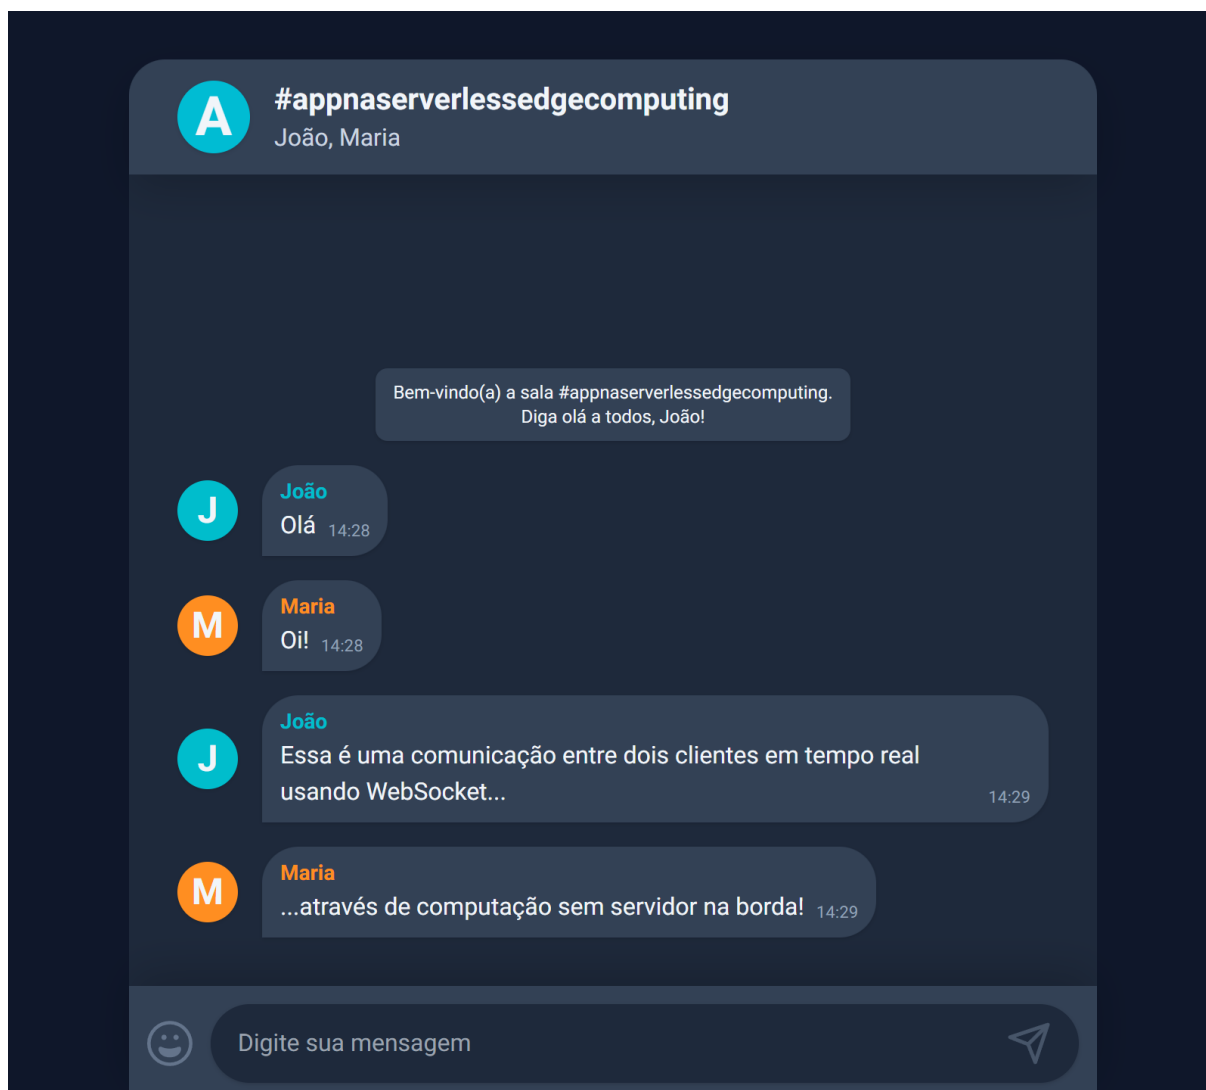 A
#appnaserverlessedgecomputing
João, Maria
Bem-vindo(a) a sala #appnaserverlessedgecomputing.
Diga olá a todos, João!
J
João
Olá 14:28
M
Maria
Oi! 14:28
J
João
Essa é uma comunicação entre dois clientes em tempo real
usando WebSocket... 14:29
M
Maria
...através de computação sem servidor na borda! 14:29
Digite sua mensagem